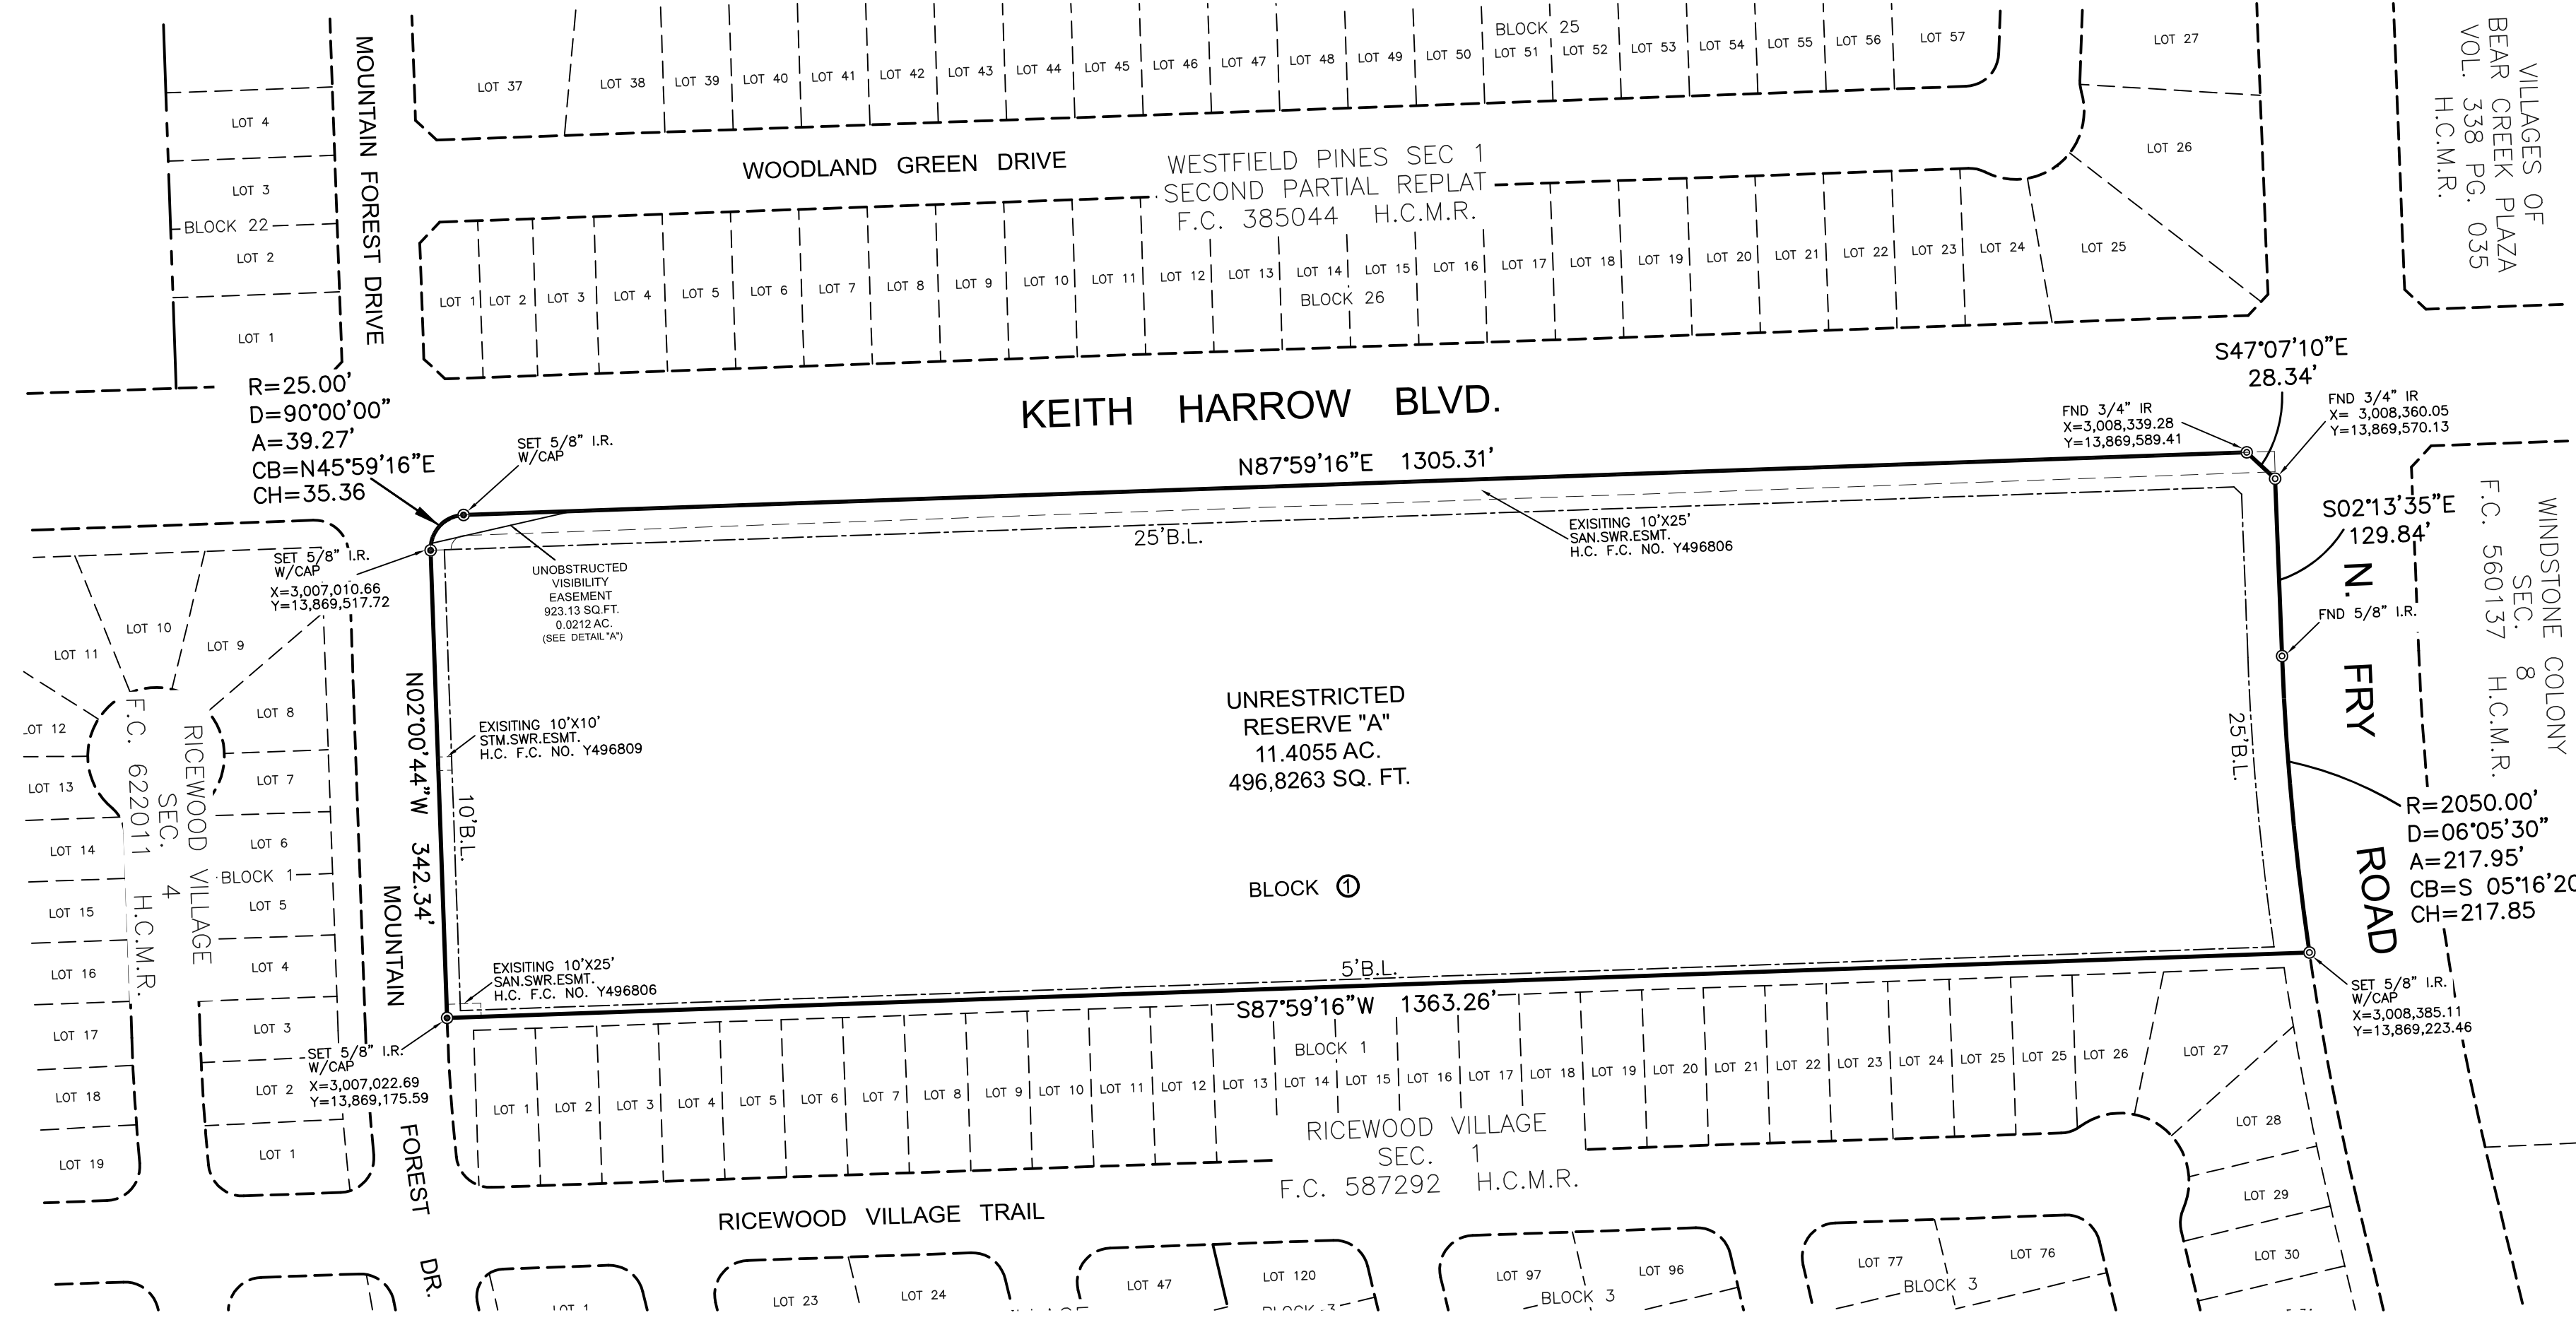 LOT 37
LOT 38
LOT 39
LOT 40
LOT 41
LOT 42
LOT 43
LOT 44
LOT 45
LOT 46
LOT 47
LOT 48
LOT 49
LOT 50
BLOCK 25
LOT 51
LOT 52
LOT 53
LOT 54
LOT 55
LOT 56
LOT 57
LOT 27
LOT 26
LOT 25
VILLAGES OF
BEAR CREEK PLAZA
VOL. 338 PG. 035
H.C.M.R.
MOUNTAIN FOREST DRIVE
LOT 4
LOT 3
BLOCK 22
LOT 2
LOT 1
WOODLAND GREEN DRIVE
WESTFIELD PINES SEC 1
SECOND PARTIAL REPLAT
F.C. 385044 H.C.M.R.
LOT 1
LOT 2
LOT 3
LOT 4
LOT 5
LOT 6
LOT 7
LOT 8
LOT 9
LOT 10
LOT 11
LOT 12
LOT 13
LOT 14
LOT 15
LOT 16
LOT 17
LOT 18
LOT 19
LOT 20
LOT 21
LOT 22
LOT 23
LOT 24
BLOCK 26
R=25.00'
D=90°00'00"
A=39.27'
CB=N45°59'16"E
CH=35.36
SET 5/8" I.R.
W/CAP
KEITH HARROW BLVD.
N87°59'16"E 1305.31'
S47°07'10"E
28.34'
FND 3/4" IR
X=3,008,339.28
Y=13,869,589.41
FND 3/4" IR
X= 3,008,360.05
Y=13,869,570.13
S02°13'35"E
129.84'
FND 5/8" I.R.
N. FRY ROAD
WINDSTONE COLONY
SEC. 8
F.C. 560137 H.C.M.R.
SET 5/8" I.R.
W/CAP
X=3,007,010.66
Y=13,869,517.72
UNOBSTRUCTED
VISIBILITY
EASEMENT
923.13 SQ.FT.
0.0212 AC.
(SEE DETAIL "A")
25'B.L.
EXISITING 10'X25'
SAN.SWR.ESMT.
H.C. F.C. NO. Y496806
LOT 11
LOT 10
LOT 9
LOT 12
LOT 13
LOT 14
LOT 15
LOT 16
LOT 17
LOT 18
LOT 19
RICEWOOD VILLAGE
SEC. 4
F.C. 622011 H.C.M.R.
LOT 8
LOT 7
LOT 6
BLOCK 1
LOT 5
LOT 4
LOT 3
LOT 2
LOT 1
N02°00'44"W 342.34'
EXISITING 10'X10'
STM.SWR.ESMT.
H.C. F.C. NO. Y496809
10'B.L.
UNRESTRICTED
RESERVE "A"
11.4055 AC.
496,8263 SQ. FT.
BLOCK 1
25'B.L.
R=2050.00'
D=06°05'30"
A=217.95'
CB=S 05°16'20
CH=217.85
MOUNTAIN FOREST DR.
EXISITING 10'X25'
SAN.SWR.ESMT.
H.C. F.C. NO. Y496806
5'B.L.
S87°59'16"W 1363.26'
SET 5/8" I.R.
W/CAP
X=3,007,022.69
Y=13,869,175.59
SET 5/8" I.R.
W/CAP
X=3,008,385.11
Y=13,869,223.46
BLOCK 1
LOT 1
LOT 2
LOT 3
LOT 4
LOT 5
LOT 6
LOT 7
LOT 8
LOT 9
LOT 10
LOT 11
LOT 12
LOT 13
LOT 14
LOT 15
LOT 16
LOT 17
LOT 18
LOT 19
LOT 20
LOT 21
LOT 22
LOT 23
LOT 24
LOT 25
LOT 25
LOT 26
LOT 27
LOT 28
LOT 29
LOT 30
RICEWOOD VILLAGE
SEC. 1
F.C. 587292 H.C.M.R.
RICEWOOD VILLAGE TRAIL
LOT 1
LOT 23
LOT 24
LOT 47
LOT 120
BLOCK 3
LOT 97
LOT 96
BLOCK 3
LOT 77
LOT 76
BLOCK 3